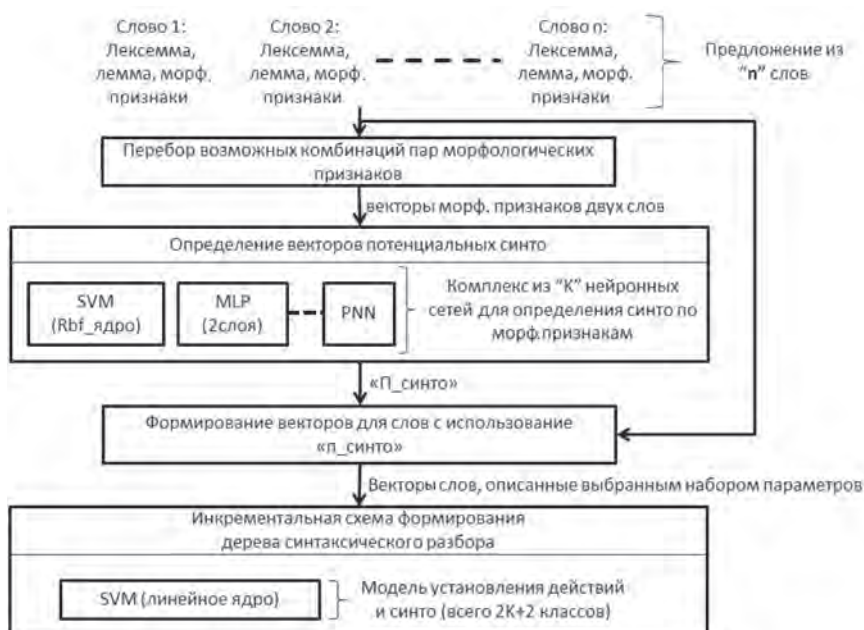 Слово 1:
Лексемма,
лемма, морф.
признаки
Слово 2:
Лексемма,
лемма, морф.
признаки
Слово n:
Лексемма,
лемма, морф.
признаки
Предложение из
"n" слов
Перебор возможных комбинаций пар морфологических
признаков
векторы морф. признаков двух слов
Определение векторов потенциальных синто
SVM
(Rbf_ядро)
MLP
(2слоя)
PNN
Комплекс из "K" нейронных
сетей для определения синто по
морф.признакам
«П_синто»
Формирование векторов для слов с использование
«п_синто»
Векторы слов, описанные выбранным набором параметров
Инкрементальная схема формирования
дерева синтаксического разбора
SVM (линейное ядро)
Модель установления действий
и синто (всего 2K+2 классов)